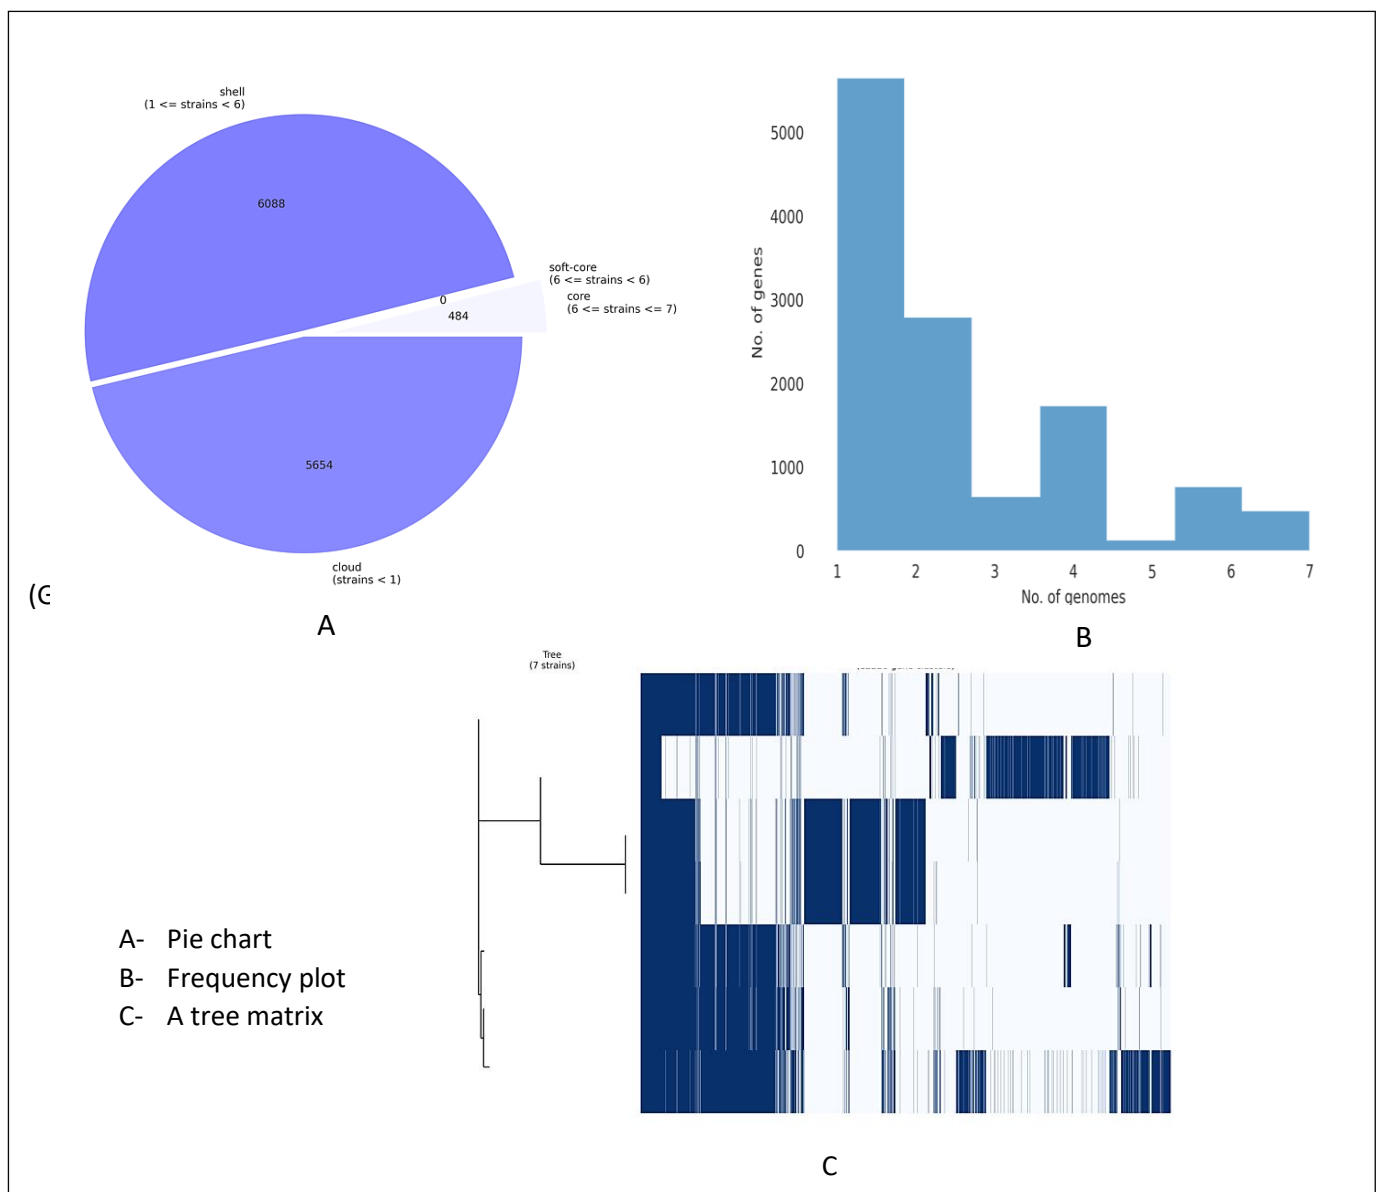 shell
(1 <= strains < 6)
6088
soft-core
(6 <= strains < 6)
0
core
(6 <= strains <= 7)
484
5654
cloud
(strains < 1)
A
No. of genes
5000
4000
3000
2000
1000
0
1 2 3 4 5 6 7
No. of genomes
B
Tree
(7 strains)
A- Pie chart
B- Frequency plot
C- A tree matrix
C